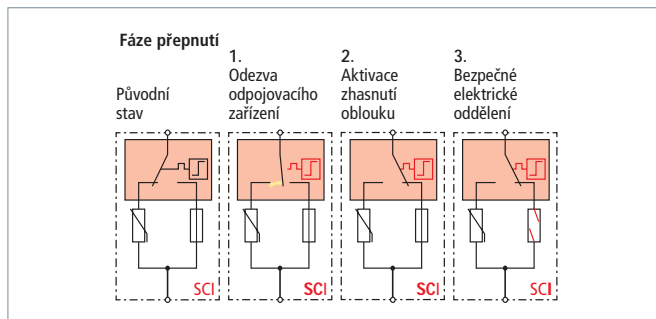 Fáze přepnutí
Původní
stav
1.
Odezva
odpojovacího
zařízení
2.
Aktivace
zhasnutí
oblouku
3.
Bezpečné
elektrické
oddělení
SCI
SCI
SCI
SCI